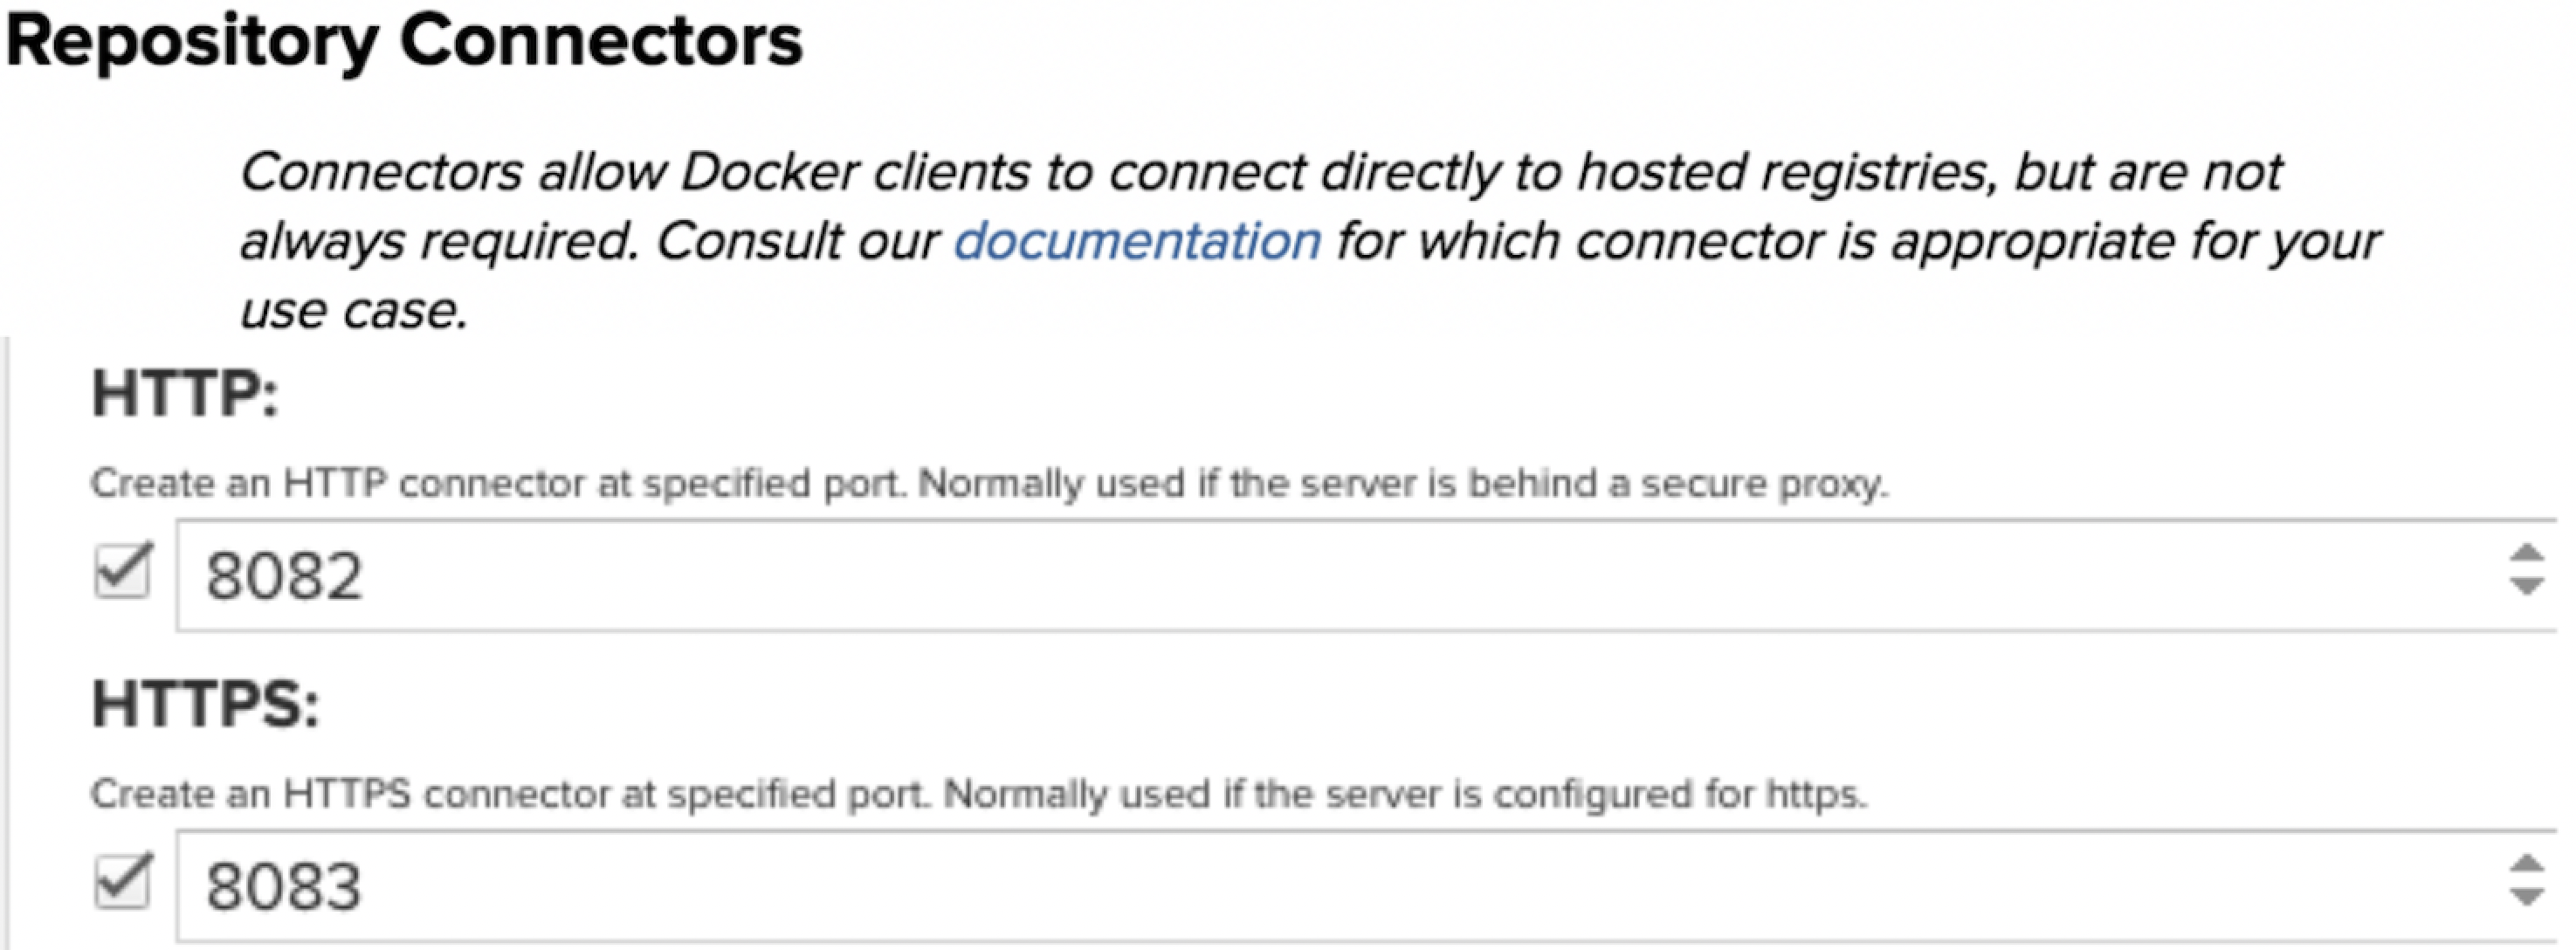 Repository Connectors
Connectors allow Docker clients to connect directly to hosted registries, but are not
always required. Consult our documentation for which connector is appropriate for your
use case.
HTTP:
Create an HTTP connector at specified port. Normally used if the server is behind a secure proxy.
8082
HTTPS:
Create an HTTPS connector at specified port. Normally used if the server is configured for https.
8083